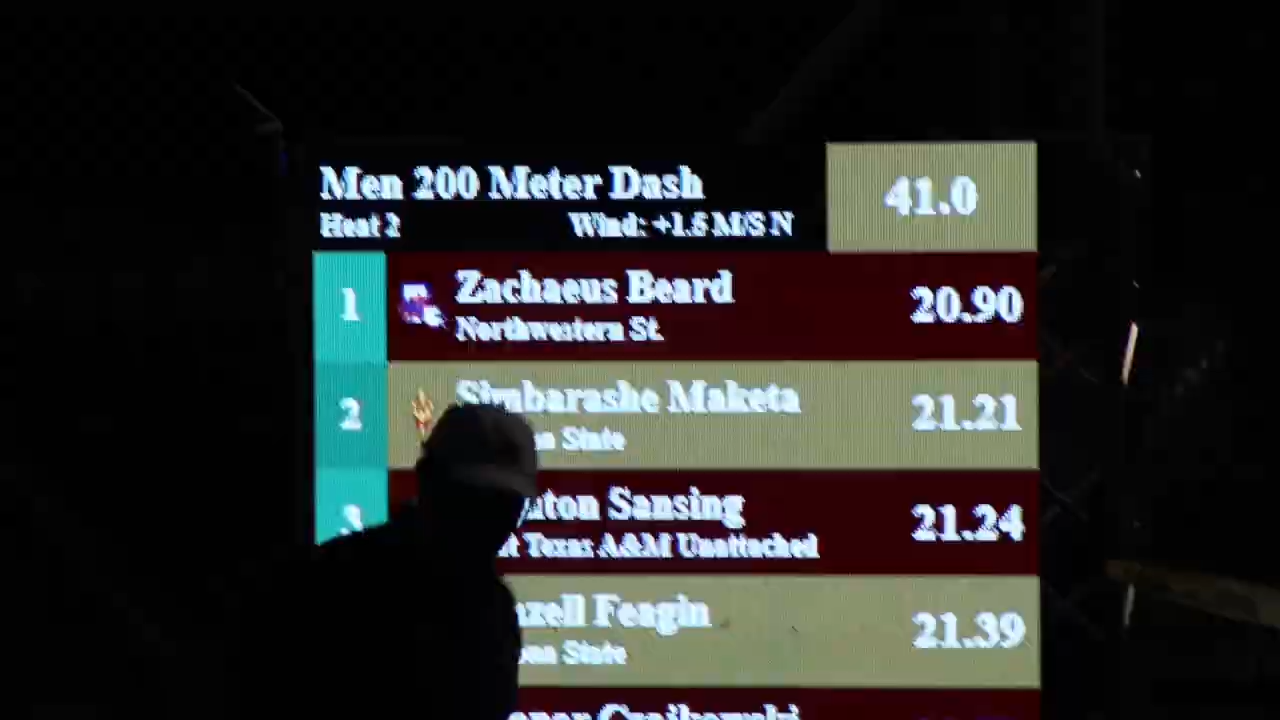 Men 200 Meter Dash
41.0
Heat 2
Wind: +1.5 M/S N
1
Zachaeus Beard
20.90
Northwestern St.
2
Simbarashe Maketa
21.21
State
3
Sansing
21.24
Texas A&M Unattached
Feagin
21.39
State